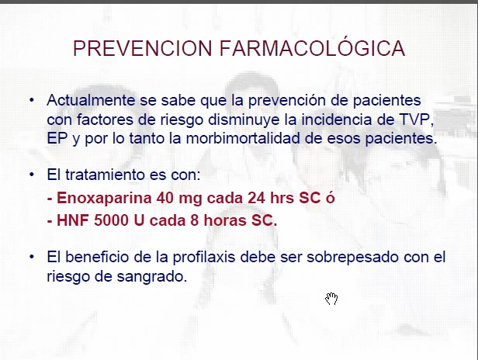 PREVENCION FARMACOLÓGICA
• Actualmente se sabe que la prevención de pacientes
con factores de riesgo disminuye la incidencia de TVP,
EP y por lo tanto la morbimortalidad de esos pacientes.
• El tratamiento es con:
- Enoxaparina 40 mg cada 24 hrs SC ó
- HNF 5000 U cada 8 horas SC.
• El beneficio de la profilaxis debe ser sobrepesado con el
riesgo de sangrado.